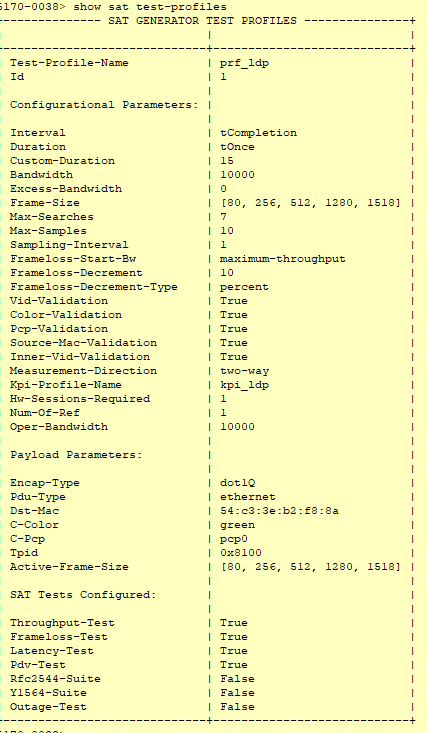 5170-0038> show sat test-profiles
+--------------- SAT GENERATOR TEST PROFILES ----------------+
| | |
+------------------------------+-----------------------------+
| Test-Profile-Name | prf_ldp |
| Id | 1 |
| | |
| Configurational Parameters: | |
| | |
| Interval | tCompletion |
| Duration | tOnce |
| Custom-Duration | 15 |
| Bandwidth | 10000 |
| Excess-Bandwidth | 0 |
| Frame-Size | [80, 256, 512, 1280, 1518] |
| Max-Searches | 7 |
| Max-Samples | 10 |
| Sampling-Interval | 1 |
| Frameloss-Start-Bw | maximum-throughput |
| Frameloss-Decrement | 10 |
| Frameloss-Decrement-Type | percent |
| Vid-Validation | True |
| Color-Validation | True |
| Pcp-Validation | True |
| Source-Mac-Validation | True |
| Inner-Vid-Validation | True |
| Measurement-Direction | two-way |
| Kpi-Profile-Name | kpi_ldp |
| Hw-Sessions-Required | 1 |
| Num-Of-Ref | 1 |
| Oper-Bandwidth | 10000 |
| | |
| Payload Parameters: | |
| | |
| Encap-Type | dot1Q |
| Pdu-Type | ethernet |
| Dst-Mac | 54:c3:3e:b2:f8:8a |
| C-Color | green |
| C-Pcp | pcp0 |
| Tpid | 0x8100 |
| Active-Frame-Size | [80, 256, 512, 1280, 1518] |
| | |
| SAT Tests Configured: | |
| | |
| Throughput-Test | True |
| Frameloss-Test | True |
| Latency-Test | True |
| Pdv-Test | True |
| Rfc2544-Suite | False |
| Y1564-Suite | False |
| Outage-Test | False |
+------------------------------+-----------------------------+